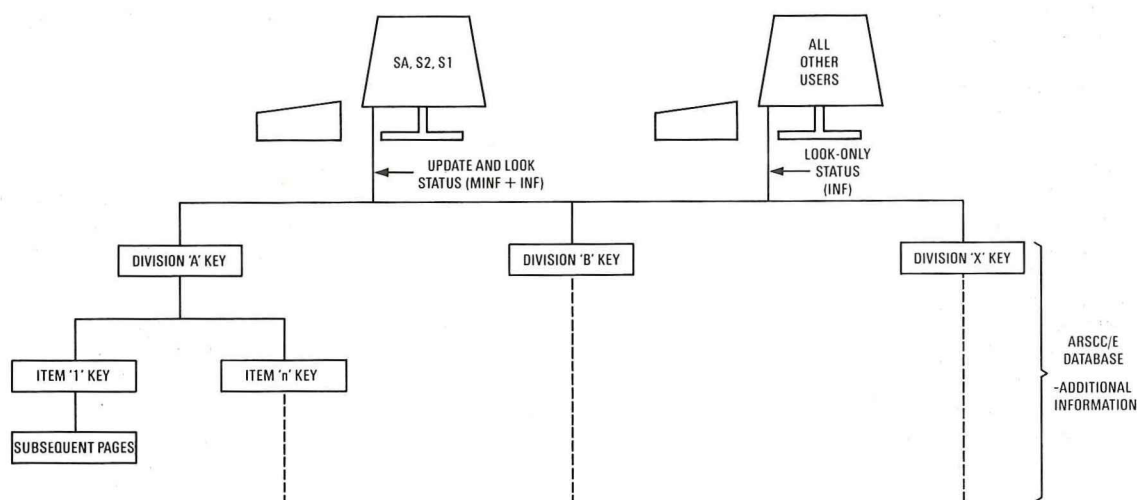 SA, S2, S1
ALL
OTHER
USERS
UPDATE AND LOOK
STATUS (MINF + INF)
LOOK-ONLY
STATUS
(INF)
DIVISION 'A' KEY
DIVISION 'B' KEY
DIVISION 'X' KEY
ITEM '1' KEY
ITEM 'n' KEY
SUBSEQUENT PAGES
ARSCC/E
DATABASE
-ADDITIONAL
INFORMATION